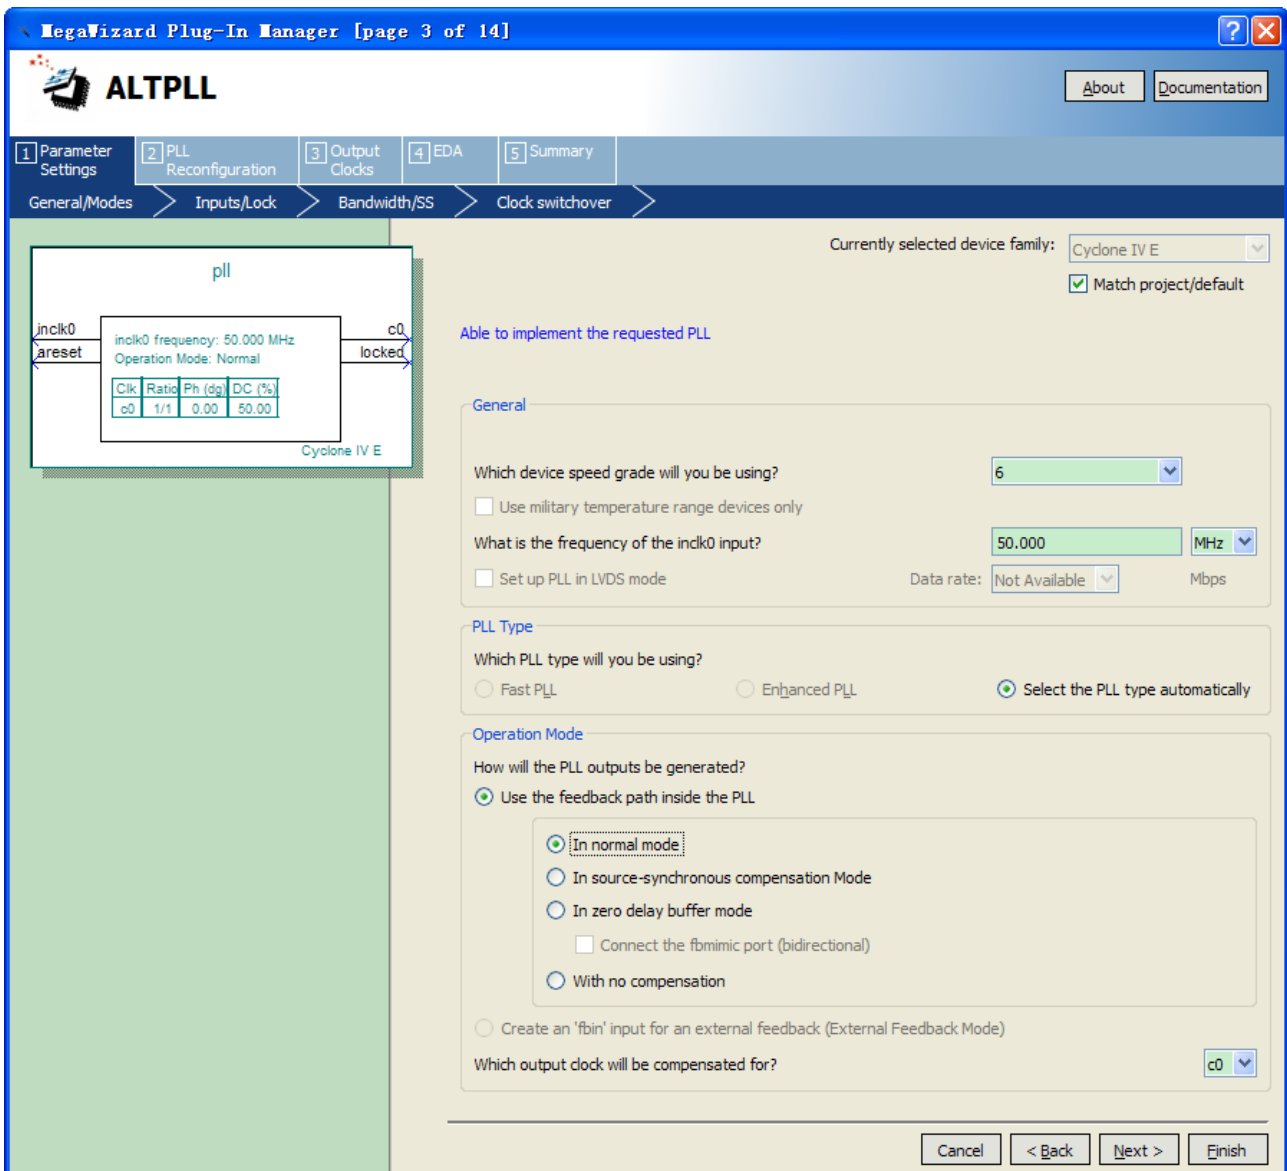 MegaWizard Plug-In Manager [page 3 of 14]
ALTPLL
About
Documentation
1 Parameter Settings
2 PLL Reconfiguration
3 Output Clocks
4 EDA
5 Summary
General/Modes
Inputs/Lock
Bandwidth/SS
Clock switchover
Currently selected device family:
Cyclone IV E
Match project/default
pll
inclk0
areset
c0
locked
inclk0 frequency: 50.000 MHz
Operation Mode: Normal
Clk Ratio Ph (dg) DC (%)
c0 1/1 0.00 50.00
Cyclone IV E
Able to implement the requested PLL
General
Which device speed grade will you be using?
6
Use military temperature range devices only
What is the frequency of the inclk0 input?
50.000
MHz
Set up PLL in LVDS mode
Data rate:
Not Available
Mbps
PLL Type
Which PLL type will you be using?
Fast PLL
Enhanced PLL
Select the PLL type automatically
Operation Mode
How will the PLL outputs be generated?
Use the feedback path inside the PLL
In normal mode
In source-synchronous compensation Mode
In zero delay buffer mode
Connect the fbmimic port (bidirectional)
With no compensation
Create an 'fbin' input for an external feedback (External Feedback Mode)
Which output clock will be compensated for?
c0
Cancel
< Back
Next >
Finish